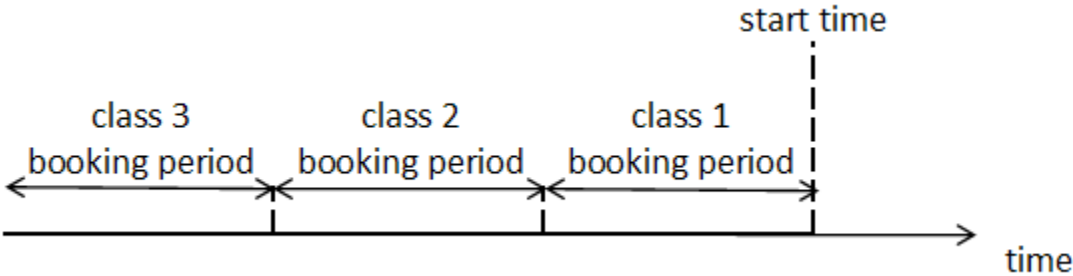 start time
class 3
booking period
class 2
booking period
class 1
booking period
time